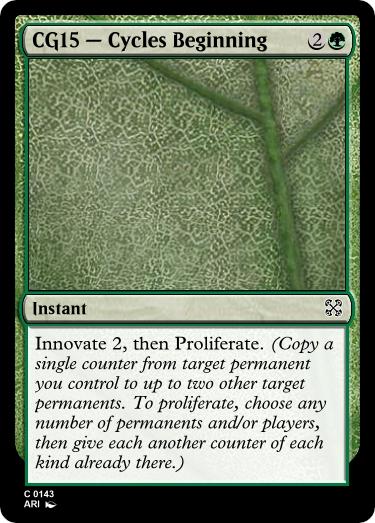 CG15 — Cycles Beginning 2
Instant
Innovate 2, then Proliferate. (Copy a
single counter from target permanent
you control to up to two other target
permanents. To proliferate, choose any
number of permanents and/or players,
then give each another counter of each
kind already there.)
C 0143
ARI